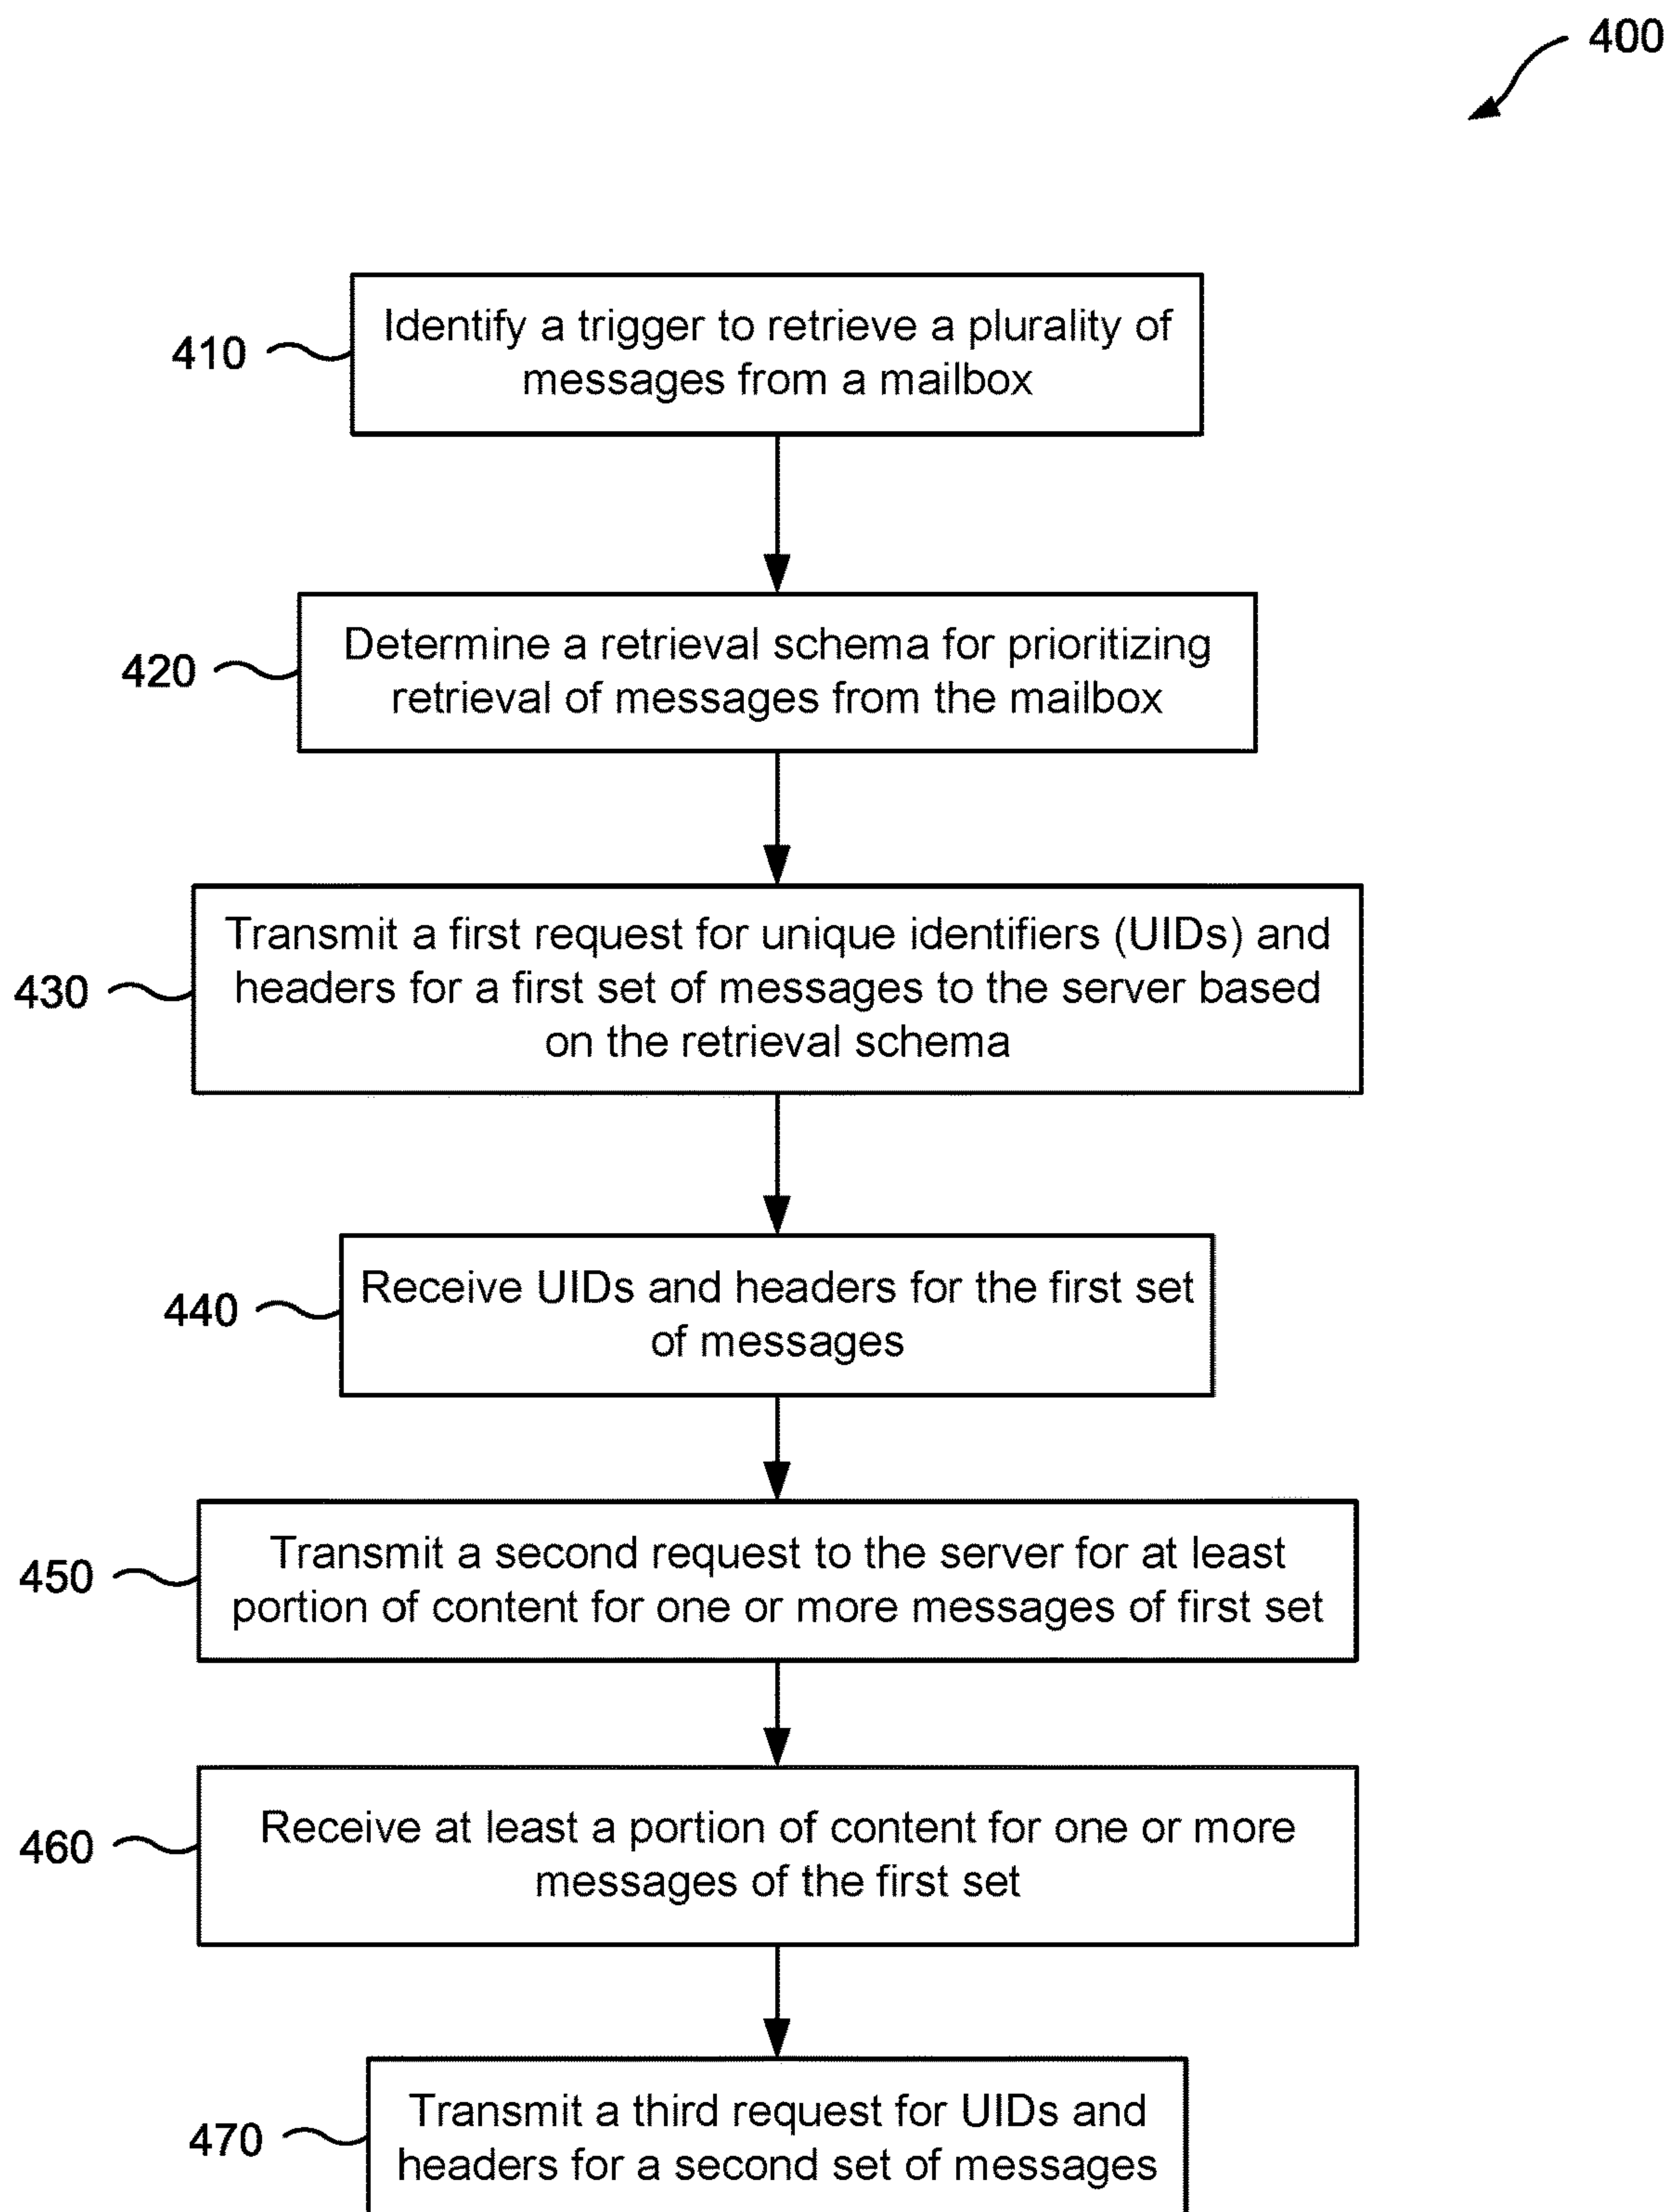 400
410
Identify a trigger to retrieve a plurality of
messages from a mailbox
420
Determine a retrieval schema for prioritizing
retrieval of messages from the mailbox
430
Transmit a first request for unique identifiers (UIDs) and
headers for a first set of messages to the server based
on the retrieval schema
440
Receive UIDs and headers for the first set
of messages
450
Transmit a second request to the server for at least
portion of content for one or more messages of first set
460
Receive at least a portion of content for one or more
messages of the first set
470
Transmit a third request for UIDs and
headers for a second set of messages